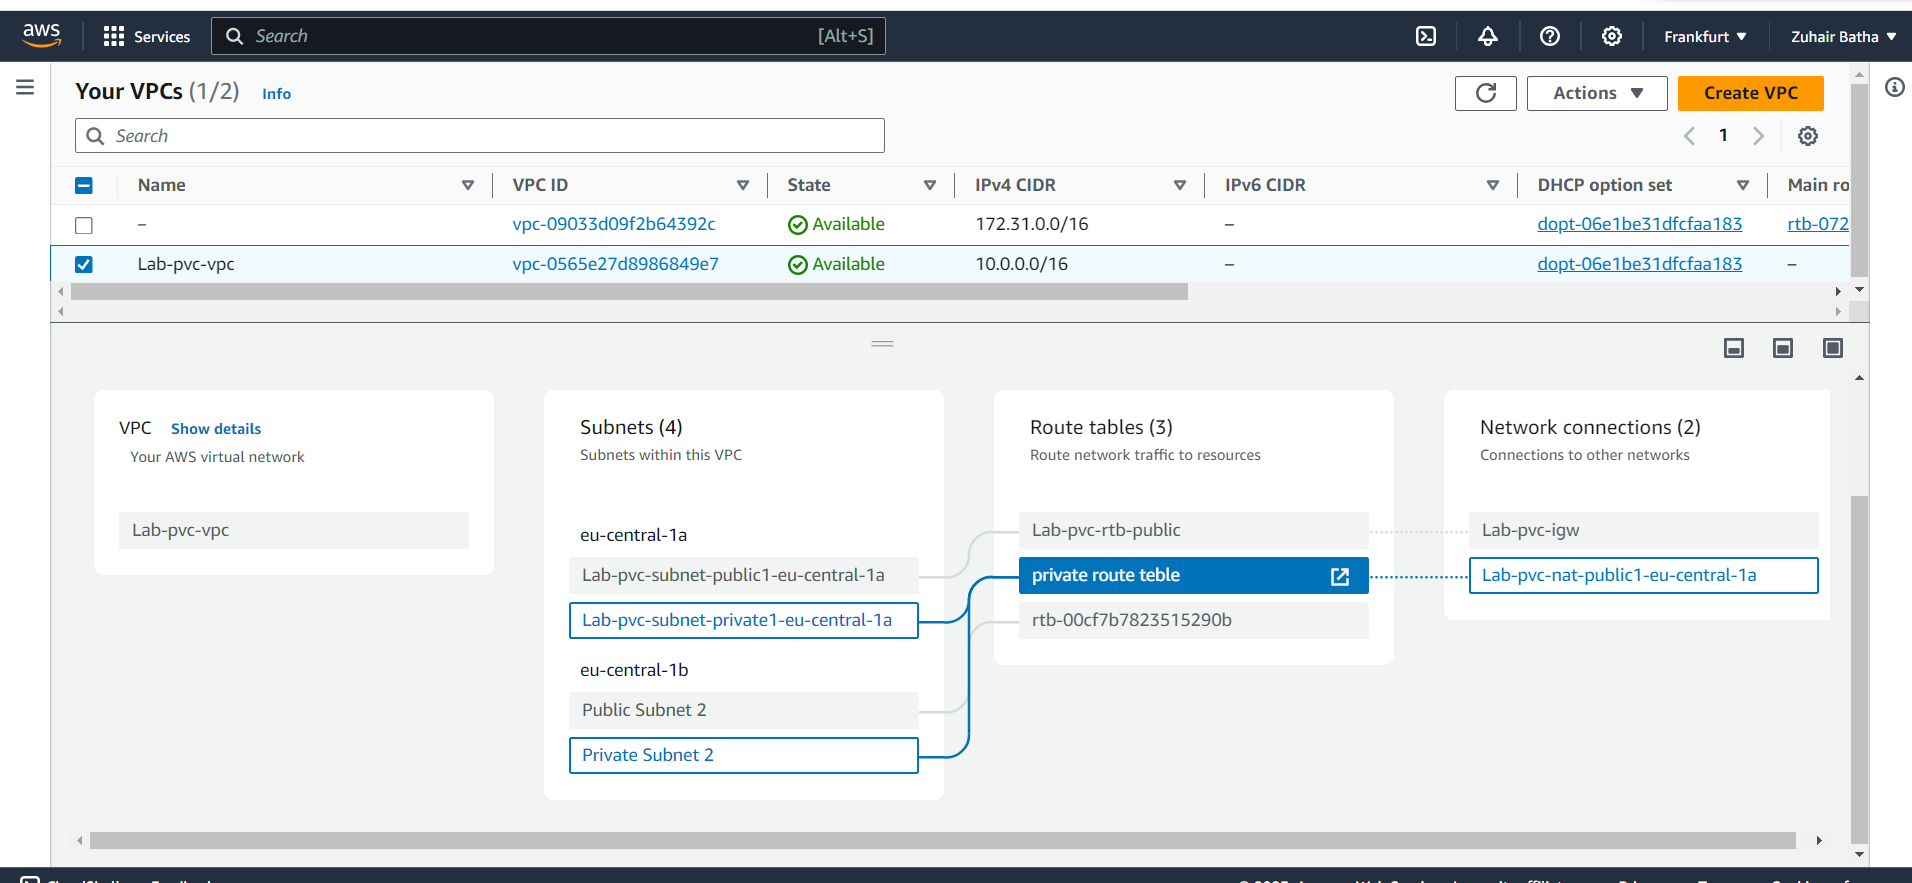 aws
Services
Search
[Alt+S]
Frankfurt
Zuhair Batha
Your VPCs (1/2)
Info
Actions
Create VPC
Search
1
Name
VPC ID
State
IPv4 CIDR
IPv6 CIDR
DHCP option set
Main ro
–
vpc-09033d09f2b64392c
Available
172.31.0.0/16
–
dopt-06e1be31dfcfaa183
rtb-072
Lab-pvc-vpc
vpc-0565e27d8986849e7
Available
10.0.0.0/16
–
dopt-06e1be31dfcfaa183
–
VPC
Show details
Your AWS virtual network
Lab-pvc-vpc
Subnets (4)
Subnets within this VPC
eu-central-1a
Lab-pvc-subnet-public1-eu-central-1a
Lab-pvc-subnet-private1-eu-central-1a
eu-central-1b
Public Subnet 2
Private Subnet 2
Route tables (3)
Route network traffic to resources
Lab-pvc-rtb-public
private route teble
rtb-00cf7b7823515290b
Network connections (2)
Connections to other networks
Lab-pvc-igw
Lab-pvc-nat-public1-eu-central-1a